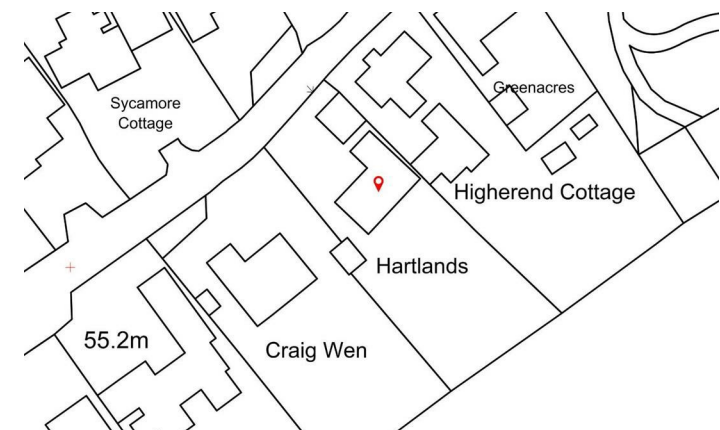 Greenacres
Sycamore
Cottage
Higherend Cottage
Hartlands
55.2m
Craig Wen